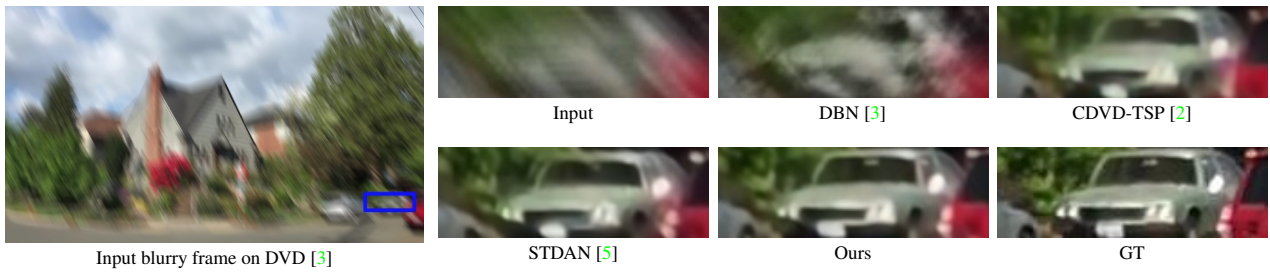 Input
DBN [3]
CDVD-TSP [2]
STDAN [5]
Ours
GT
Input blurry frame on DVD [3]